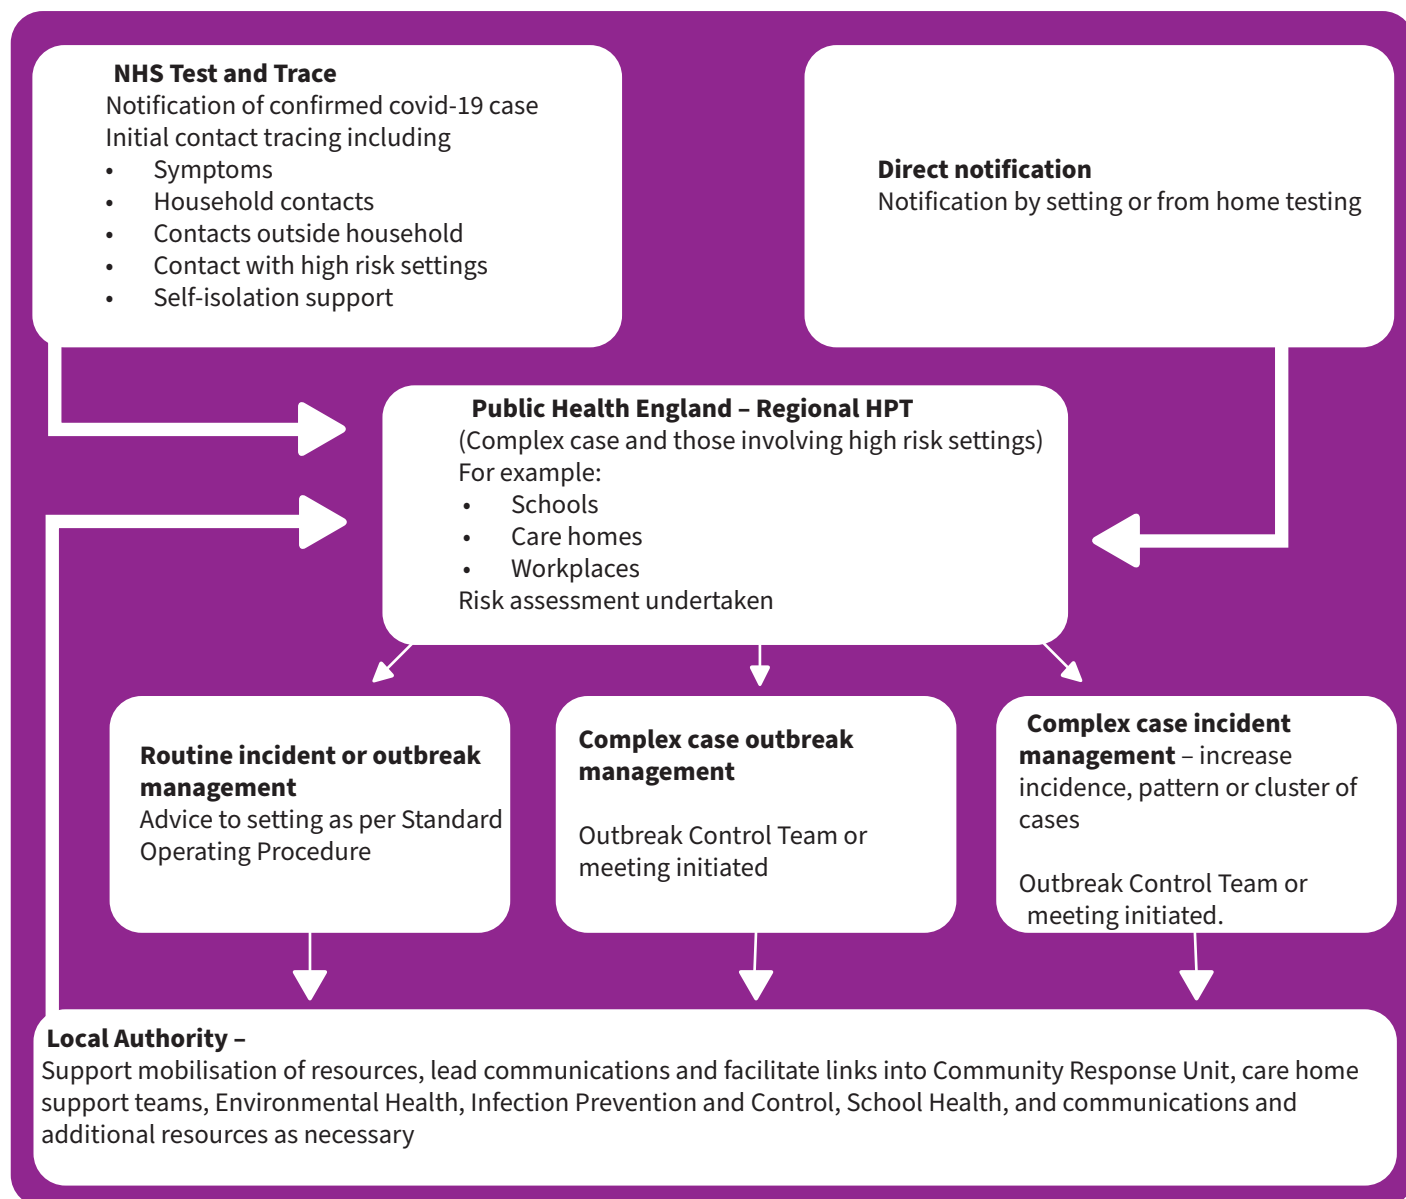 NHS Test and Trace
Notification of confirmed covid-19 case
Initial contact tracing including
• Symptoms
• Household contacts
• Contacts outside household
• Contact with high risk settings
• Self-isolation support
Direct notification
Notification by setting or from home testing
Public Health England – Regional HPT
(Complex case and those involving high risk settings)
For example:
• Schools
• Care homes
• Workplaces
Risk assessment undertaken
Routine incident or outbreak
management
Advice to setting as per Standard
Operating Procedure
Complex case outbreak
management
Outbreak Control Team or
meeting initiated
Complex case incident
management – increase
incidence, pattern or cluster of
cases
Outbreak Control Team or
meeting initiated.
Local Authority –
Support mobilisation of resources, lead communications and facilitate links into Community Response Unit, care home
support teams, Environmental Health, Infection Prevention and Control, School Health, and communications and
additional resources as necessary